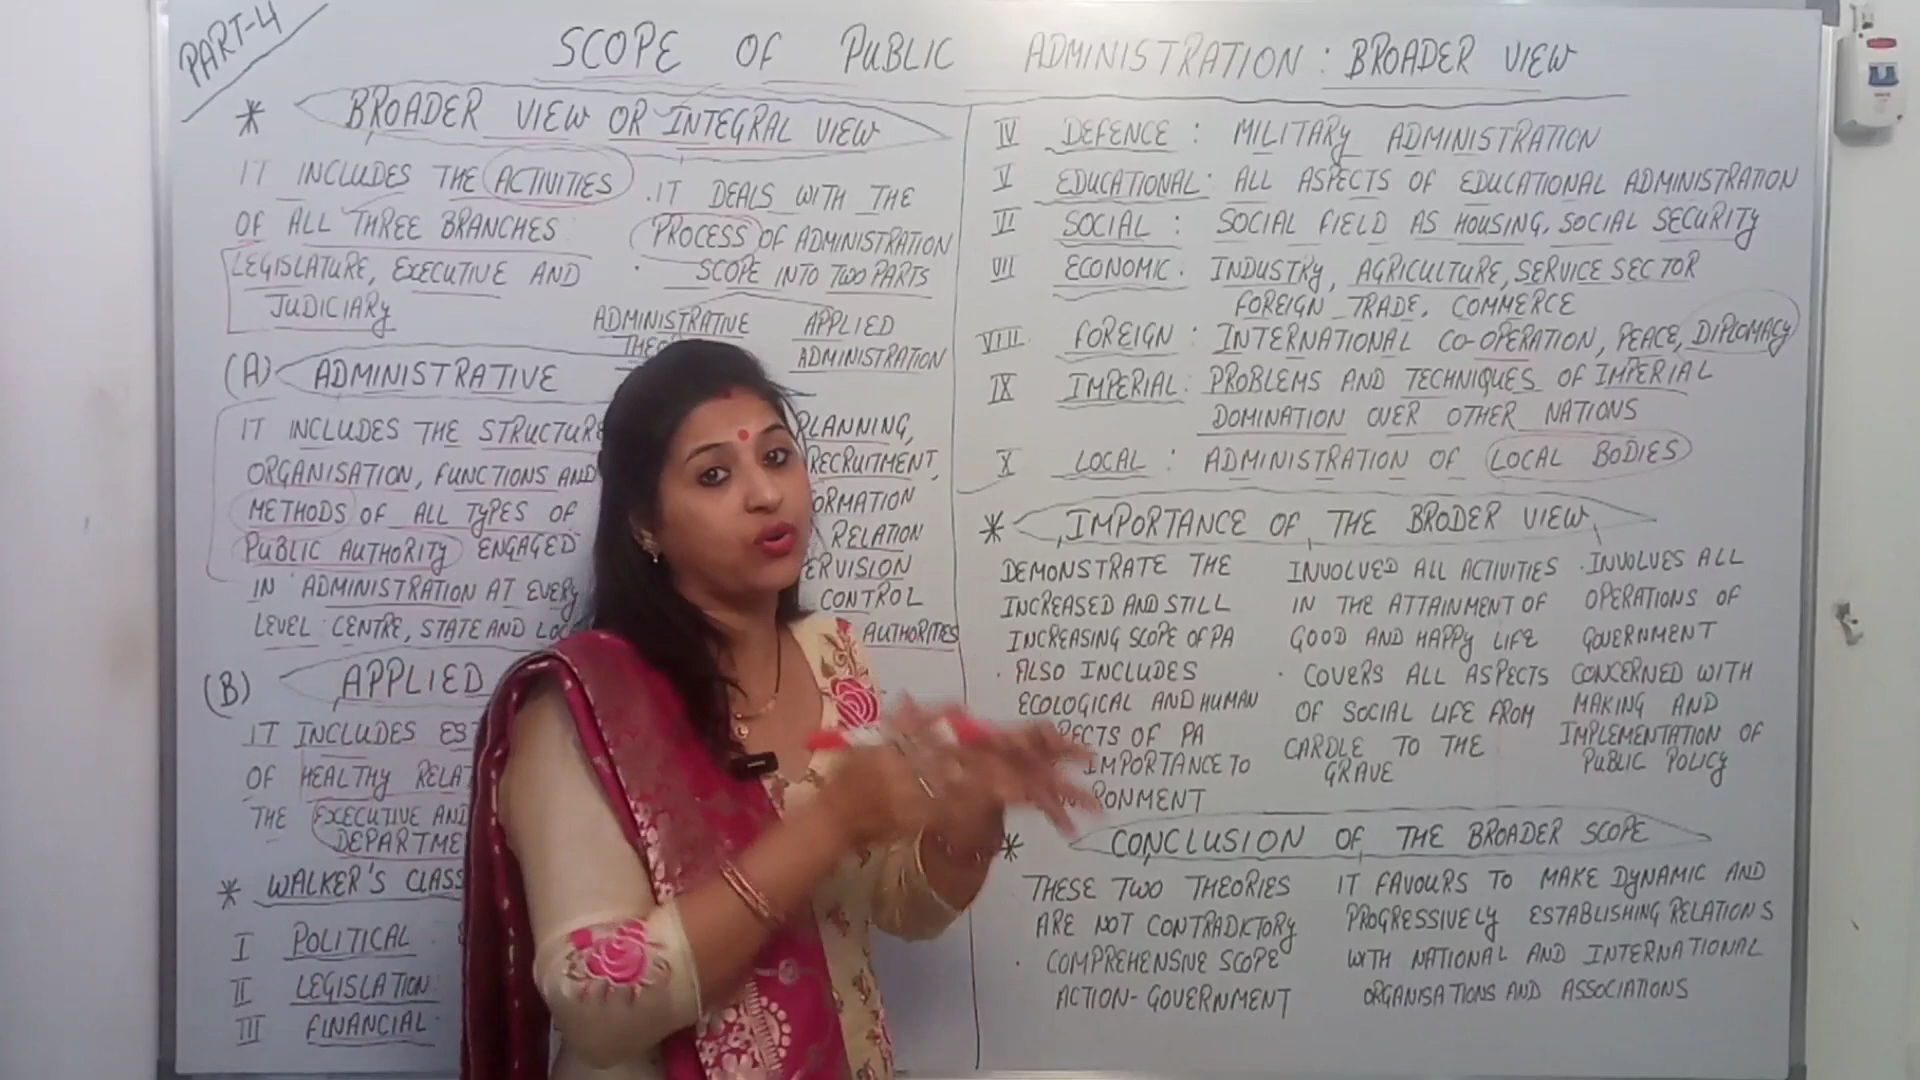 PART-4
SCOPE OF PUBLIC ADMINISTRATION : BROADER VIEW
* BROADER VIEW OR INTEGRAL VIEW
IT INCLUDES THE ACTIVITIES
OF ALL THREE BRANCHES
LEGISLATURE, EXECUTIVE AND
JUDICIARY
. IT DEALS WITH THE
PROCESS OF ADMINISTRATION
. SCOPE INTO TWO PARTS
ADMINISTRATIVE
APPLIED
ADMINISTRATION
(A) ADMINISTRATIVE
IT INCLUDES THE STRUCTURE
ORGANISATION, FUNCTIONS AND
METHODS OF ALL TYPES OF
PUBLIC AUTHORITY ENGAGED
IN ADMINISTRATION AT EVERY
LEVEL : CENTRE, STATE AND
PLANNING,
RECRUITMENT,
RELATION
CONTROL
AUTHORITIES
(B) APPLIED
IT INCLUDES
OF HEALTHY
THE EXECUTIVE AND
* WALKER'S
I POLITICAL
II LEGISLATION
III FINANCIAL
IV DEFENCE : MILITARY ADMINISTRATION
V EDUCATIONAL : ALL ASPECTS OF EDUCATIONAL ADMINISTRATION
VI SOCIAL : SOCIAL FIELD AS HOUSING, SOCIAL SECURITY
VII ECONOMIC. INDUSTRY, AGRICULTURE, SERVICE SECTOR
FOREIGN TRADE, COMMERCE
VIII FOREIGN : INTERNATIONAL CO-OPERATION, PEACE, DIPLOMACY
IX IMPERIAL : PROBLEMS AND TECHNIQUES OF IMPERIAL
DOMINATION OVER OTHER NATIONS
X LOCAL : ADMINISTRATION OF LOCAL BODIES
* IMPORTANCE OF THE BRODER VIEW
DEMONSTRATE THE
INCREASED AND STILL
INCREASING SCOPE OF PA
. ALSO INCLUDES
ECOLOGICAL AND HUMAN
OF PA
IMPORTANCE TO
INVOLVED ALL ACTIVITIES
IN THE ATTAINMENT OF
GOOD AND HAPPY LIFE
. COVERS ALL ASPECTS
OF SOCIAL LIFE FROM
CARDLE TO THE
GRAVE
. INVOLVES ALL
OPERATIONS OF
GOVERNMENT
CONCERNED WITH
MAKING AND
IMPLEMENTATION OF
PUBLIC POLICY
* CONCLUSION OF THE BROADER SCOPE
THESE TWO THEORIES
ARE NOT CONTRADICTORY
. COMPREHENSIVE SCOPE
ACTION-GOVERNMENT
IT FAVOURS TO MAKE DYNAMIC AND
PROGRESSIVELY ESTABLISHING RELATIONS
WITH NATIONAL AND INTERNATIONAL
ORGANISATIONS AND ASSOCIATIONS